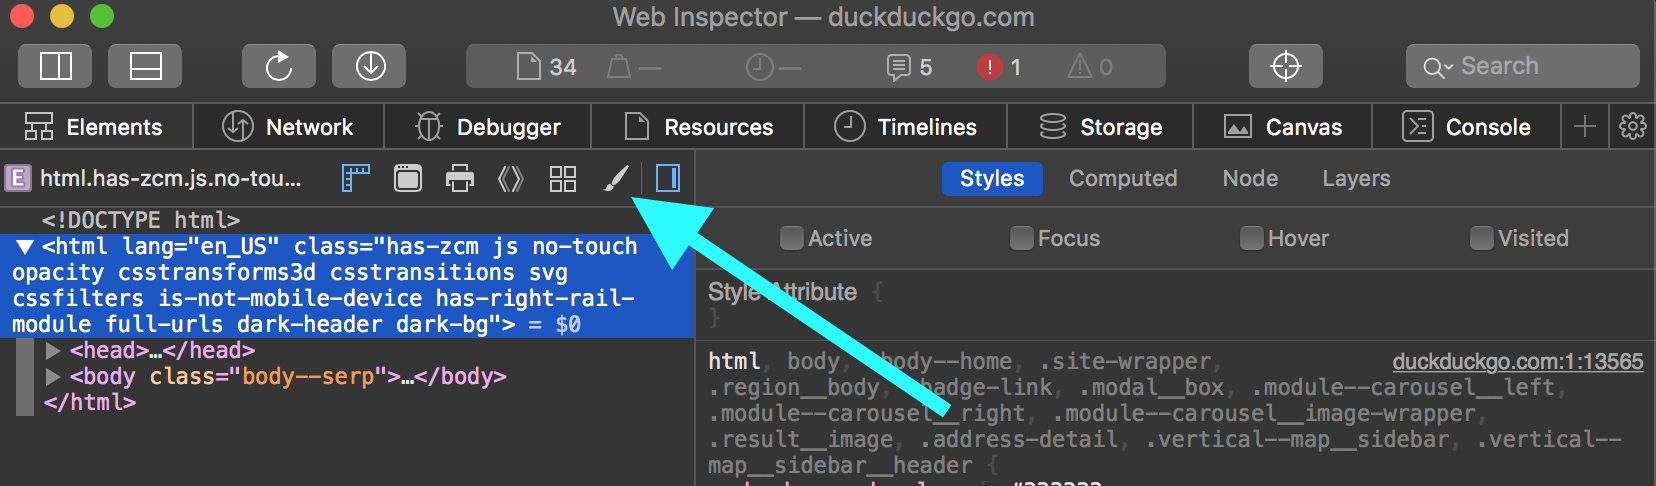 Web Inspector — duckduckgo.com
34 — — 5 1 0 Search
Elements Network Debugger Resources Timelines Storage Canvas Console
E html.has-zcm.js.no-tou...
Styles Computed Node Layers
<!DOCTYPE html>
<html lang="en_US" class="has-zcm js no-touch
opacity csstransforms3d csstransitions svg
cssfilters is-not-mobile-device has-right-rail-
module full-urls dark-header dark-bg"> = $0
<head>…</head>
<body class="body--serp">…</body>
</html>
Active Focus Hover Visited
Style Attribute {
}
html, body, body--home, .site-wrapper, duckduckgo.com:1:13565
.region__body, badge-link, .modal__box, .module--carousel__left,
.module--carousel__right, .module--carousel__image-wrapper,
.result__image, .address-detail, .vertical--map__sidebar, .vertical--
map__sidebar__header {